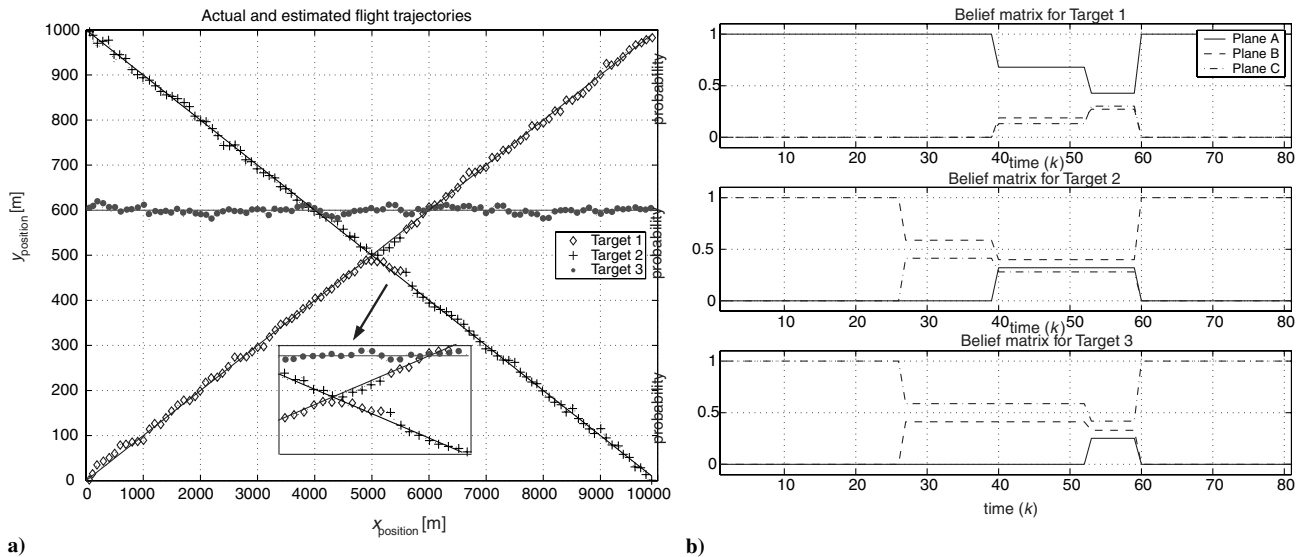 Actual and estimated flight trajectories
1000
900
800
700
600
500
400
300
200
100
0
y position [m]
Target 1
Target 2
Target 3
0 1000 2000 3000 4000 5000 6000 7000 8000 9000 10000
x position [m]
a)
Belief matrix for Target 1
probability
1
0.5
0
Plane A
Plane B
Plane C
10 20 30 40 50 60 70 80
time (k)
Belief matrix for Target 2
probability
1
0.5
0
10 20 30 40 50 60 70 80
time (k)
Belief matrix for Target 3
probability
1
0.5
0
10 20 30 40 50 60 70 80
time (k)
b)